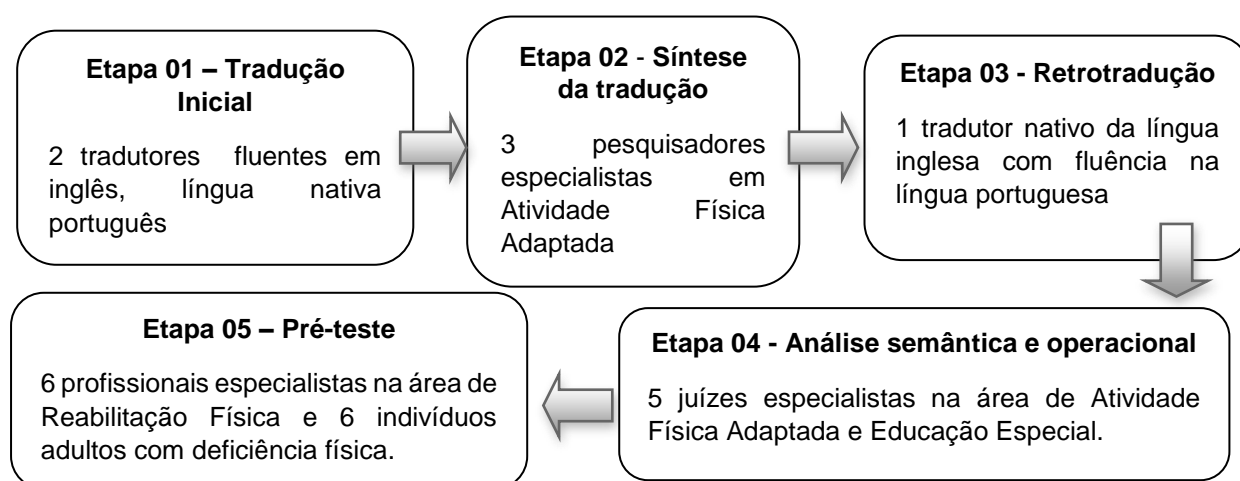 Etapa 01 – Tradução
Inicial
2 tradutores fluentes em
inglês, língua nativa
português
Etapa 02 - Síntese
da tradução
3 pesquisadores
especialistas em
Atividade Física
Adaptada
Etapa 03 - Retrotradução
1 tradutor nativo da língua
inglesa com fluência na
língua portuguesa
Etapa 04 - Análise semântica e operacional
5 juízes especialistas na área de Atividade
Física Adaptada e Educação Especial.
Etapa 05 – Pré-teste
6 profissionais especialistas na área de
Reabilitação Física e 6 indivíduos
adultos com deficiência física.